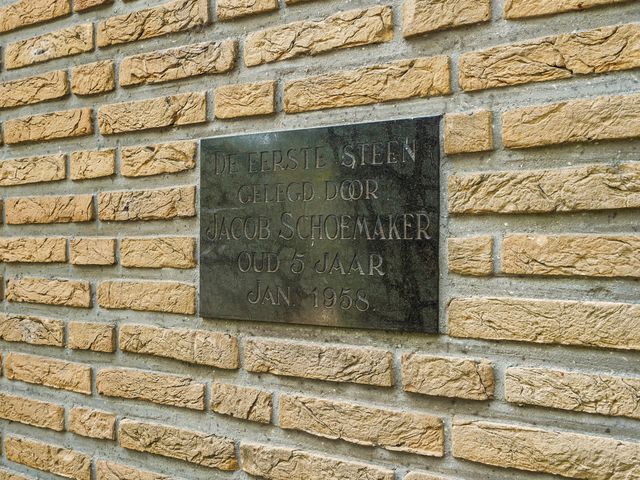 DE EERSTE STEEN
GELEGD DOOR
JACOB SCHOEMAKER
OUD 5 JAAR
JAN. 1958.